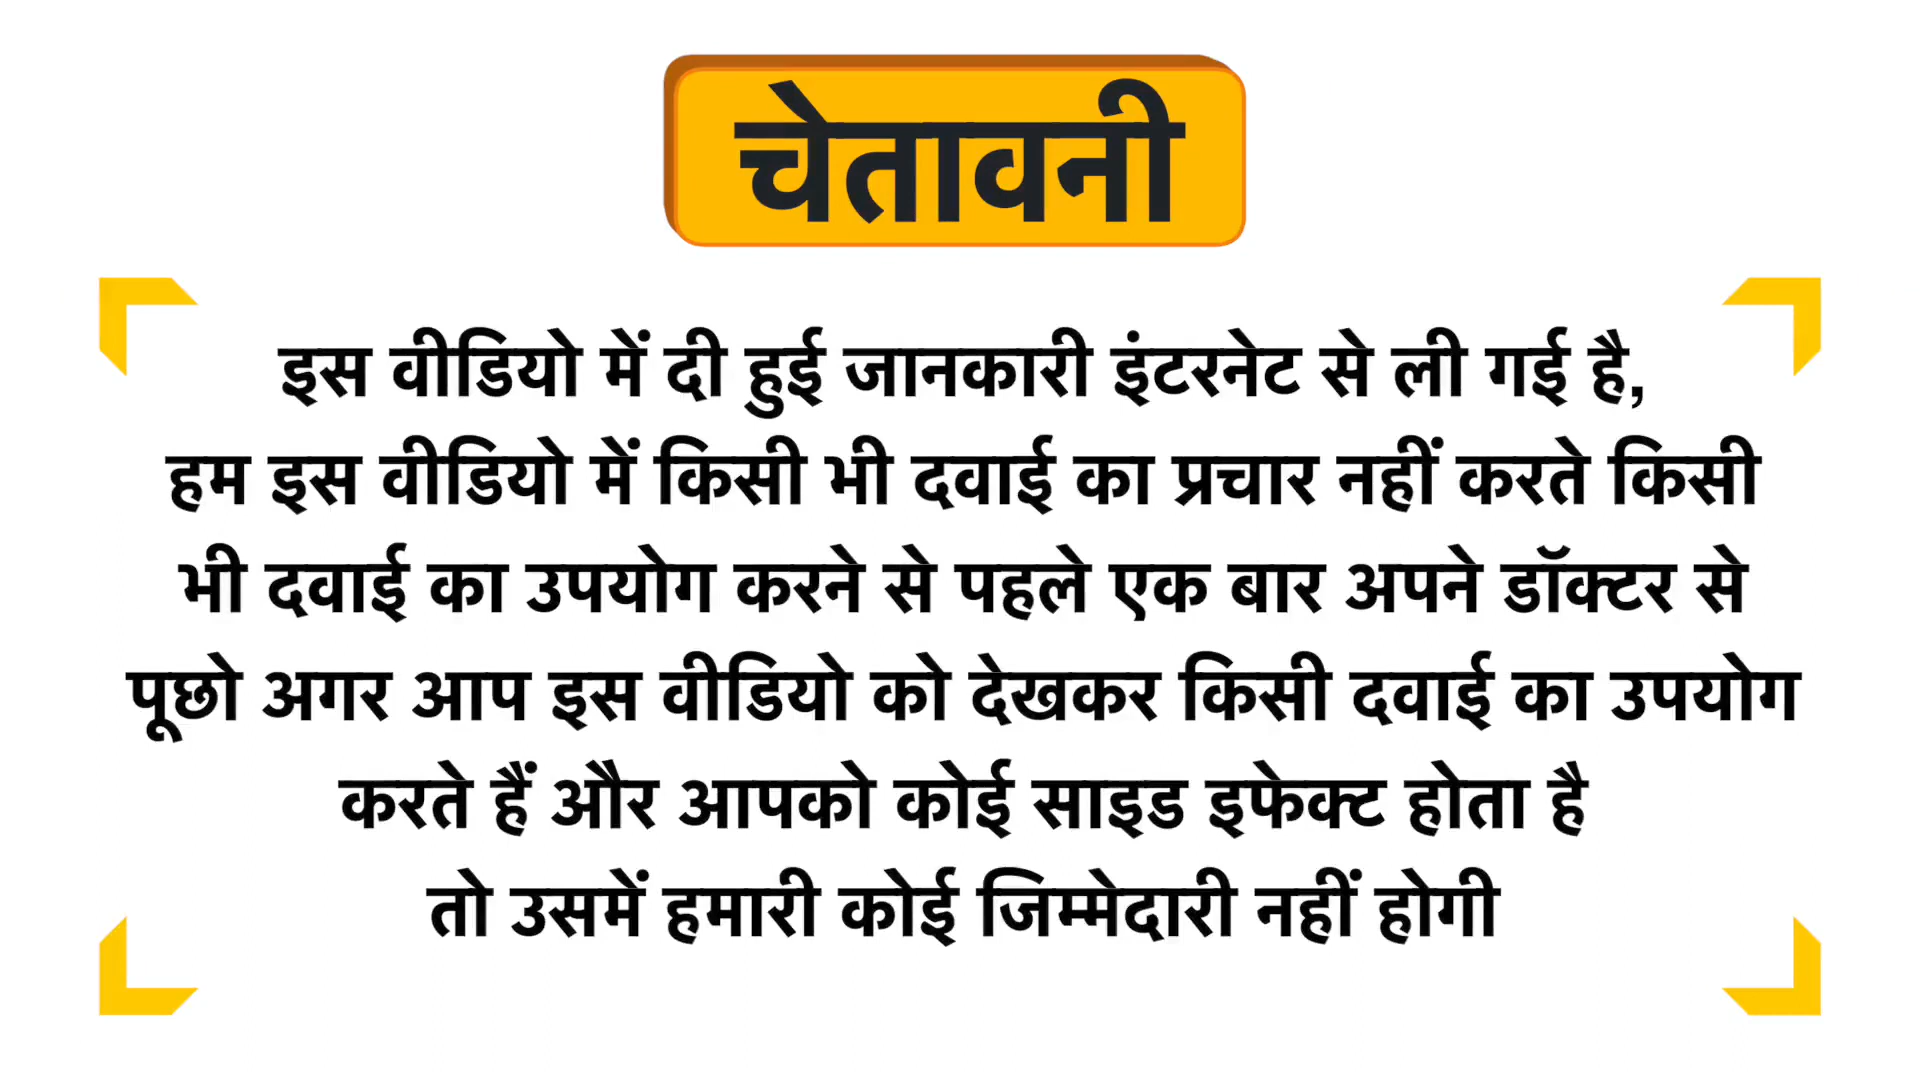 चेतावनी
इस वीडियो में दी हुई जानकारी इंटरनेट से ली गई है,
हम इस वीडियो में किसी भी दवाई का प्रचार नहीं करते किसी
भी दवाई का उपयोग करने से पहले एक बार अपने डॉक्टर से
पूछो अगर आप इस वीडियो को देखकर किसी दवाई का उपयोग
करते हैं और आपको कोई साइड इफेक्ट होता है
तो उसमें हमारी कोई जिम्मेदारी नहीं होगी